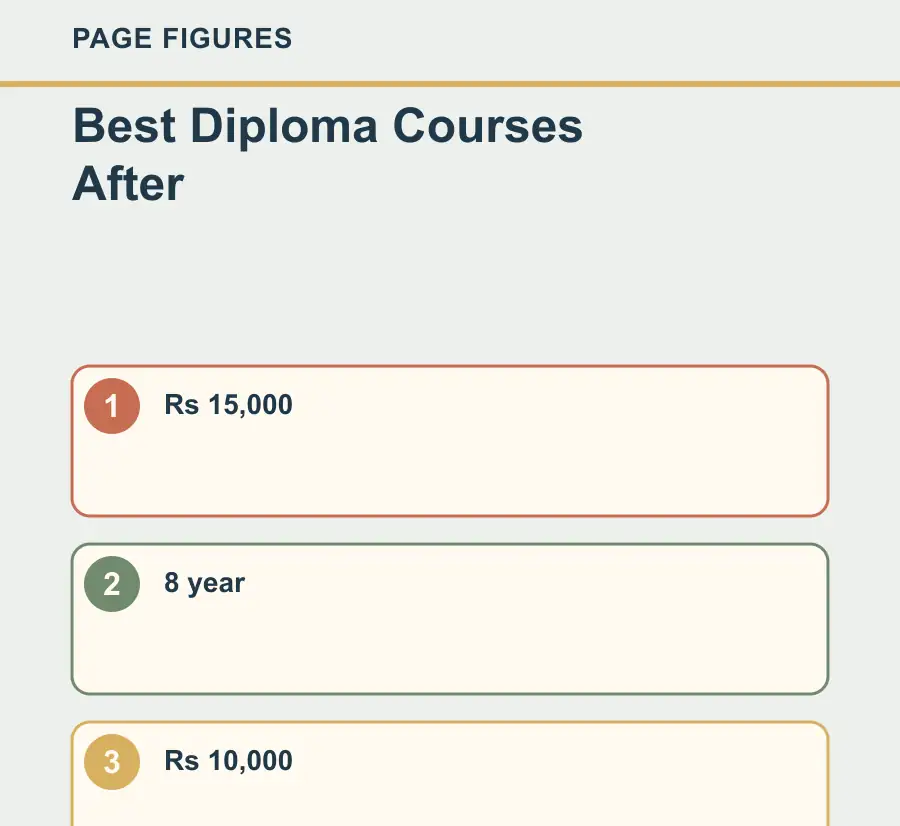 PAGE FIGURES
Best Diploma Courses
After
1
Rs 15,000
2
8 year
3
Rs 10,000